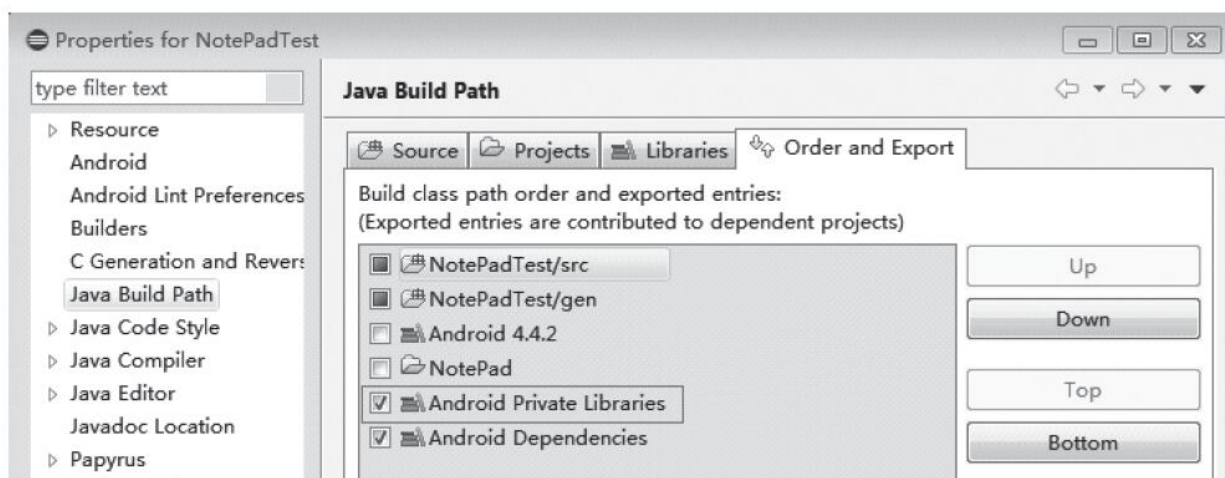 Properties for NotePadTest
type filter text
Resource
Android
Android Lint Preferences
Builders
C Generation and Revers
Java Build Path
Java Code Style
Java Compiler
Java Editor
Javadoc Location
Papyrus
Java Build Path
Source Projects Libraries Order and Export
Build class path order and exported entries:
(Exported entries are contributed to dependent projects)
NotePadTest/src
NotePadTest/gen
Android 4.4.2
NotePad
Android Private Libraries
Android Dependencies
Up
Down
Top
Bottom